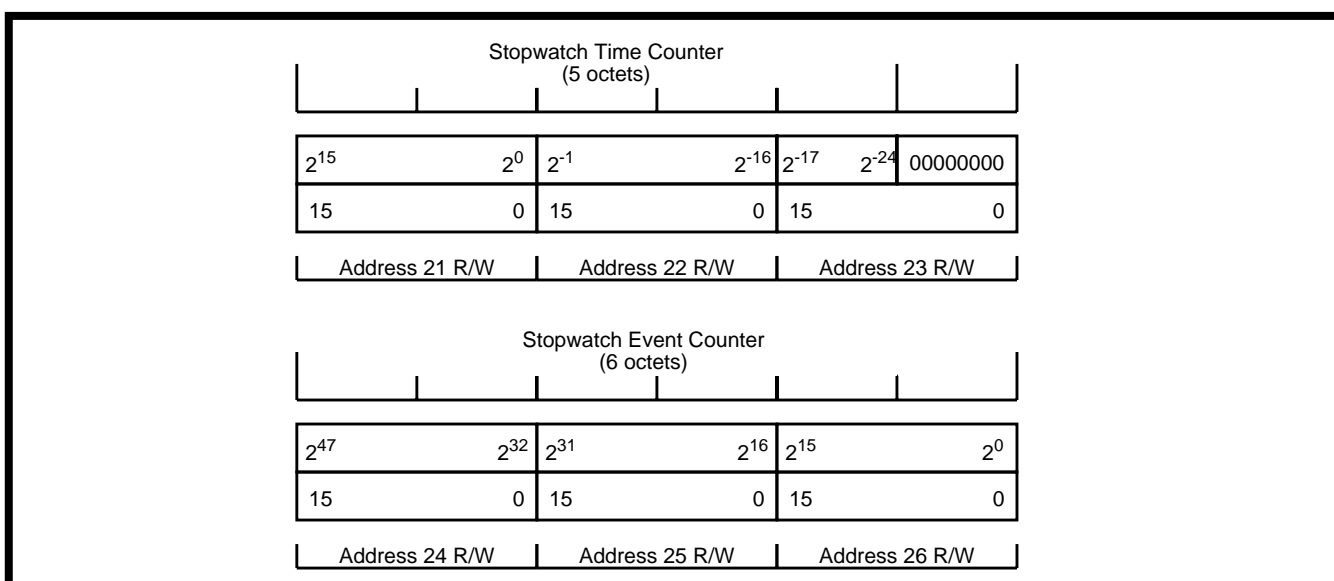 Stopwatch Time Counter
(5 octets)
2^15 2^0 2^-1 2^-16 2^-17 2^-24 00000000
15 0 15 0 15 0
Address 21 R/W Address 22 R/W Address 23 R/W
Stopwatch Event Counter
(6 octets)
2^47 2^32 2^31 2^16 2^15 2^0
15 0 15 0 15 0
Address 24 R/W Address 25 R/W Address 26 R/W